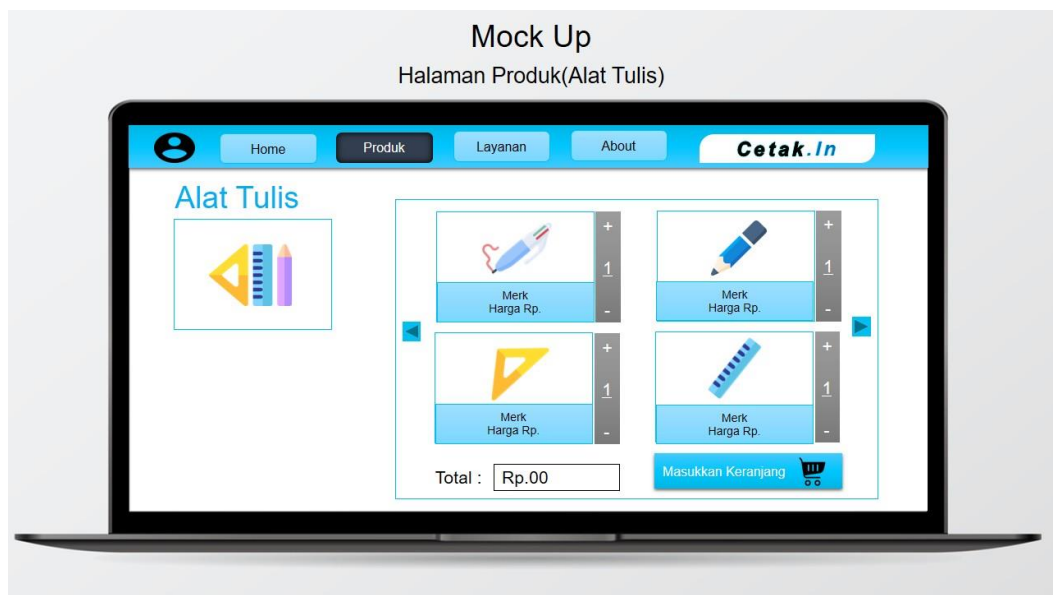 Mock Up
Halaman Produk(Alat Tulis)
Home
Produk
Layanan
About
Cetak.In
Alat Tulis
+
1
-
Merk
Harga Rp.
+
1
-
Merk
Harga Rp.
+
1
-
Merk
Harga Rp.
+
1
-
Merk
Harga Rp.
Total : Rp.00
Masukkan Keranjang